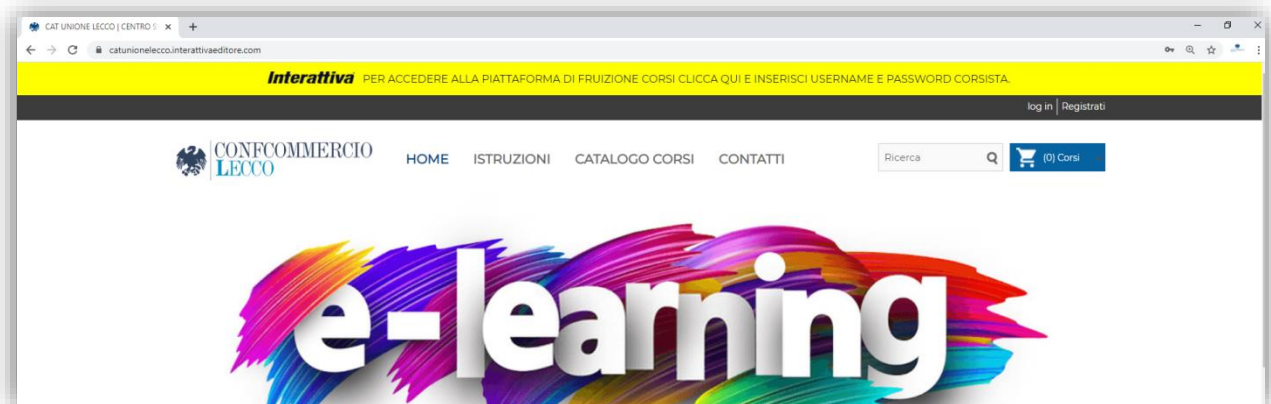 CAT UNIONE LECCO | CENTRO S
catunionelecco.interattivaeditore.com
Interattiva PER ACCEDERE ALLA PIATTAFORMA DI FRUIZIONE CORSI CLICCA QUI E INSERISCI USERNAME E PASSWORD CORSISTA.
log in | Registrati
CONFCOMMERCIO
LECCO
HOME ISTRUZIONI CATALOGO CORSI CONTATTI Ricerca (0) Corsi
e-learning